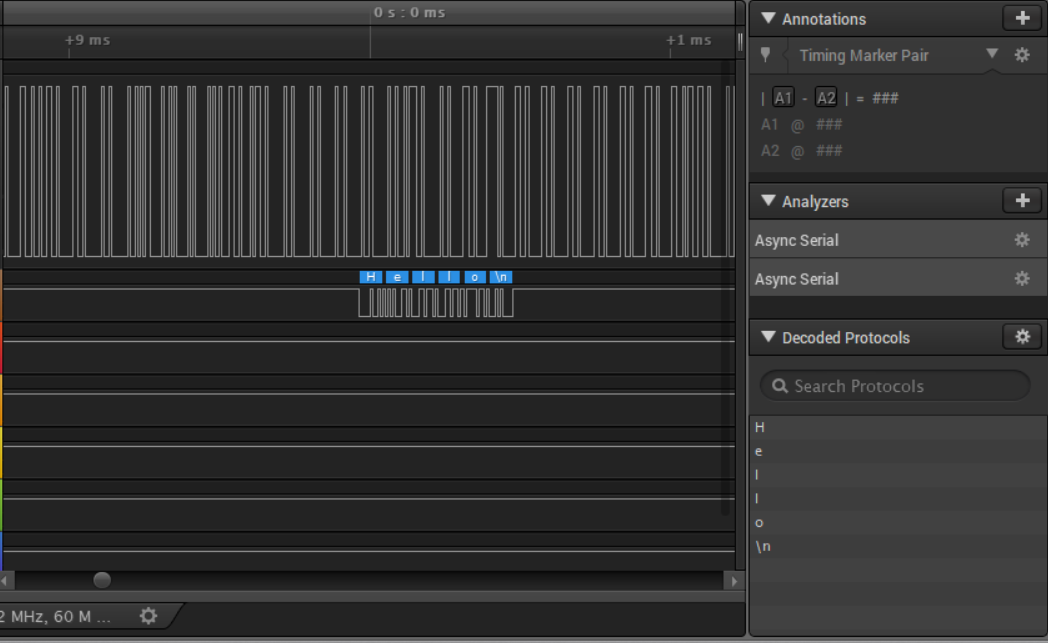 0 s : 0 ms
+9 ms
+1 ms
H e l l o \n
2 MHz, 60 M ...
Annotations
Timing Marker Pair
| A1 - A2 | = ###
A1 @ ###
A2 @ ###
Analyzers
Async Serial
Async Serial
Decoded Protocols
Search Protocols
H
e
l
l
o
\n